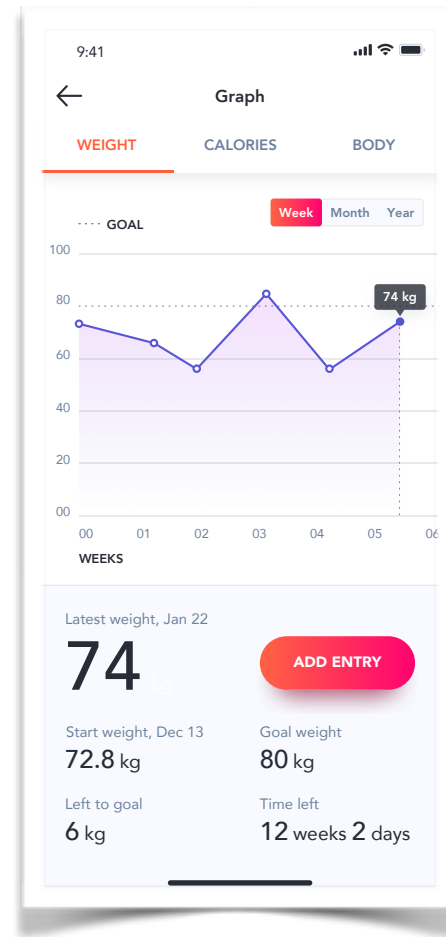 9:41
Graph
WEIGHT CALORIES BODY
Week Month Year
GOAL
100
74 kg
80
60
40
20
00
00 01 02 03 04 05 06
WEEKS
Latest weight, Jan 22
74 kg
ADD ENTRY
Start weight, Dec 13 Goal weight
72.8 kg 80 kg
Left to goal Time left
6 kg 12 weeks 2 days